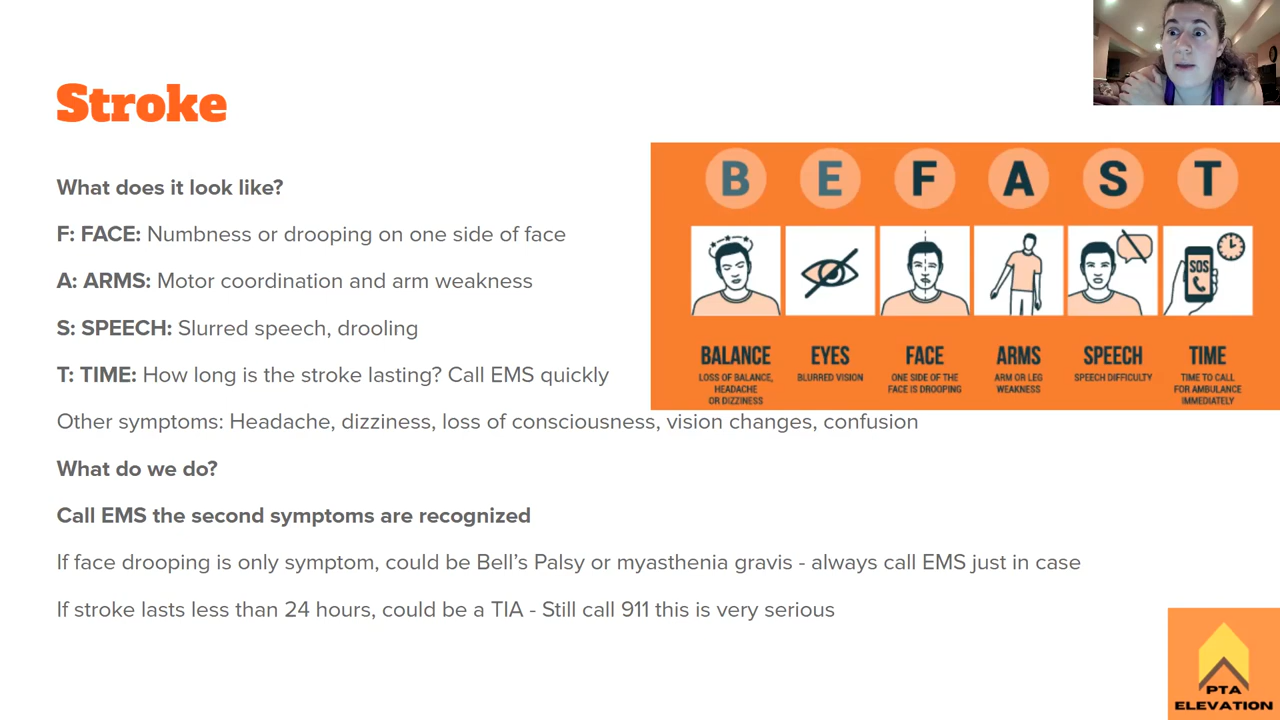 Stroke
What does it look like?
F: FACE: Numbness or drooping on one side of face
A: ARMS: Motor coordination and arm weakness
S: SPEECH: Slurred speech, drooling
T: TIME: How long is the stroke lasting? Call EMS quickly
Other symptoms: Headache, dizziness, loss of consciousness, vision changes, confusion
What do we do?
Call EMS the second symptoms are recognized
If face drooping is only symptom, could be Bell’s Palsy or myasthenia gravis - always call EMS just in case
If stroke lasts less than 24 hours, could be a TIA - Still call 911 this is very serious
B E F A S T
SOS
BALANCE
LOSS OF BALANCE,
HEADACHE
OR DIZZINESS
EYES
BLURRED VISION
FACE
ONE SIDE OF THE
FACE IS DROOPING
ARMS
ARM OR LEG
WEAKNESS
SPEECH
SPEECH DIFFICULTY
TIME
TIME TO CALL
FOR AMBULANCE
IMMEDIATELY
PTA
ELEVATION